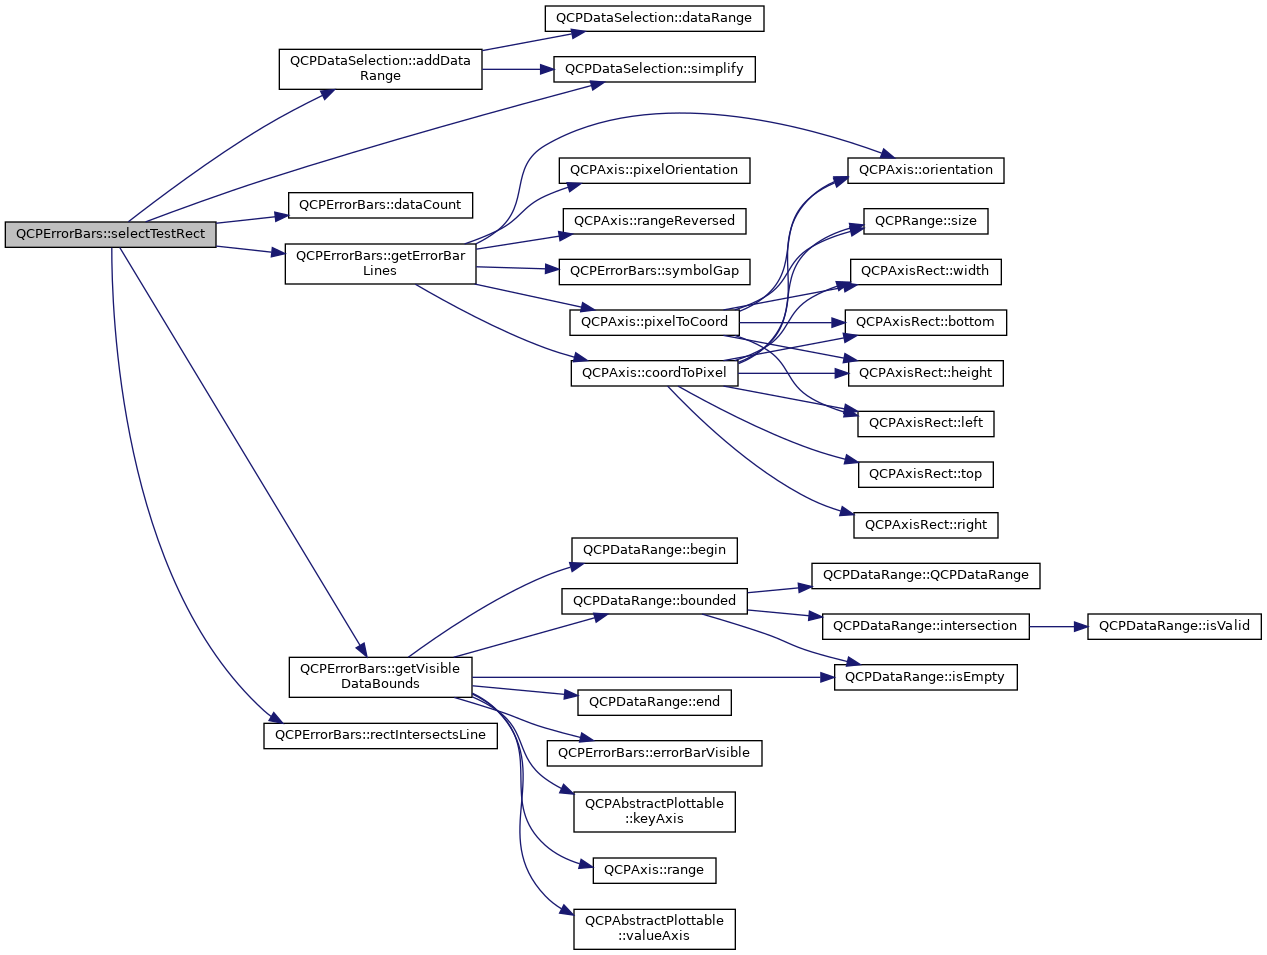 QCPErrorBars::selectTestRect
QCPDataSelection::addData
Range
QCPErrorBars::dataCount
QCPErrorBars::getErrorBar
Lines
QCPErrorBars::getVisible
DataBounds
QCPErrorBars::rectIntersectsLine
QCPDataSelection::dataRange
QCPDataSelection::simplify
QCPAxis::pixelOrientation
QCPAxis::rangeReversed
QCPErrorBars::symbolGap
QCPAxis::pixelToCoord
QCPAxis::coordToPixel
QCPDataRange::begin
QCPDataRange::bounded
QCPDataRange::end
QCPErrorBars::errorBarVisible
QCPAbstractPlottable
::keyAxis
QCPAxis::range
QCPAbstractPlottable
::valueAxis
QCPAxis::orientation
QCPRange::size
QCPAxisRect::width
QCPAxisRect::bottom
QCPAxisRect::height
QCPAxisRect::left
QCPAxisRect::top
QCPAxisRect::right
QCPDataRange::QCPDataRange
QCPDataRange::intersection
QCPDataRange::isEmpty
QCPDataRange::isValid